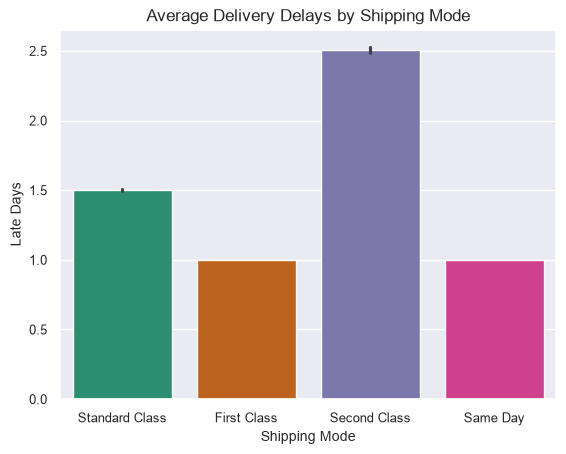 Average Delivery Delays by Shipping Mode
2.5
2.0
1.5
1.0
0.5
0.0
Late Days
Standard Class
First Class
Second Class
Same Day
Shipping Mode